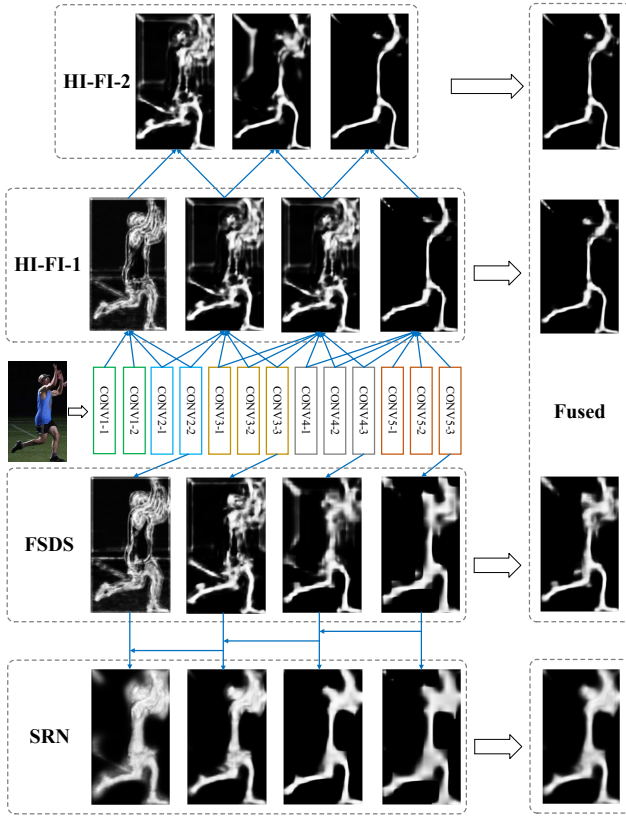 HI-FI-2
HI-FI-1
CONV1-1
CONV1-2
CONV2-1
CONV2-2
CONV3-1
CONV3-2
CONV3-3
CONV4-1
CONV4-2
CONV4-3
CONV5-1
CONV5-2
CONV5-3
Fused
FSDS
SRN